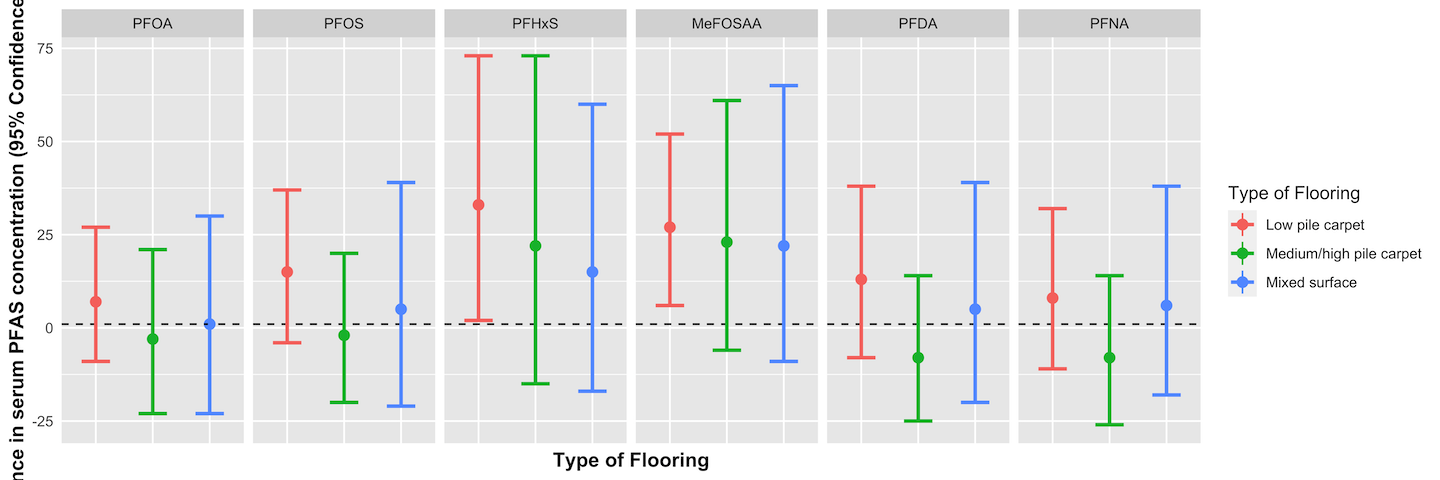 PFOA
PFOS
PFHxS
MeFOSAA
PFDA
PFNA
in serum PFAS concentration (95% Confidence
75
50
25
0
-25
Type of Flooring
Type of Flooring
Low pile carpet
Medium/high pile carpet
Mixed surface